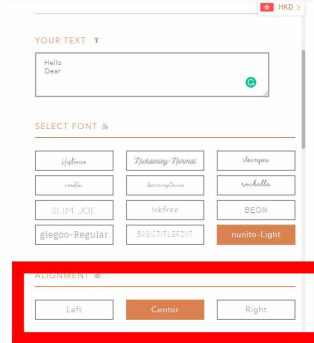 HKD >
YOUR TEXT T
Hello
Dear
SELECT FONT &
Nickainley-Normal
rochella
SLIM JOE
inkfree
BEON
glegoo-Regular
BASICTITLEFONT
nunito-Light
ALIGNMENT
Left
Center
Right